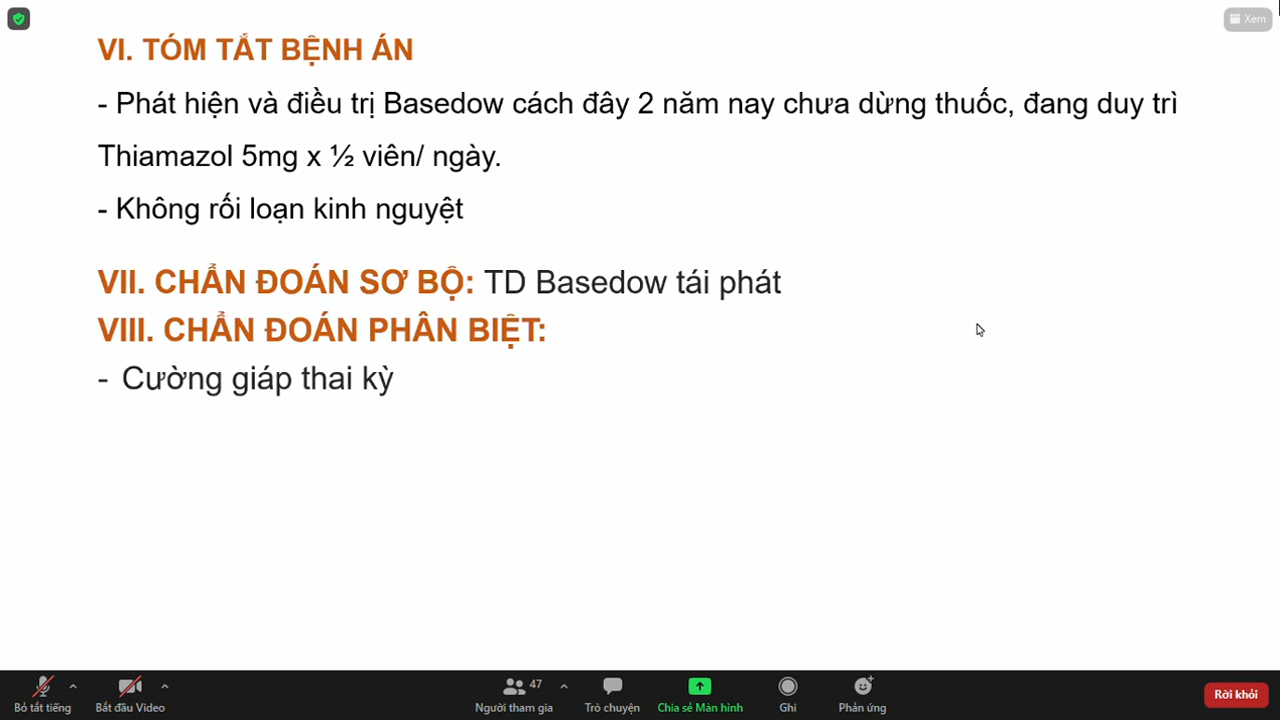 Xem
VI. TÓM TẮT BỆNH ÁN
- Phát hiện và điều trị Basedow cách đây 2 năm nay chưa dừng thuốc, đang duy trì
Thiamazol 5mg x ½ viên/ ngày.
- Không rối loạn kinh nguyệt
VII. CHẨN ĐOÁN SƠ BỘ: TD Basedow tái phát
VIII. CHẨN ĐOÁN PHÂN BIỆT:
- Cường giáp thai kỳ
47
Bỏ tắt tiếng Bắt đầu Video Người tham gia Trò chuyện Chia sẻ Màn hình Ghi Phản ứng Rời khỏi